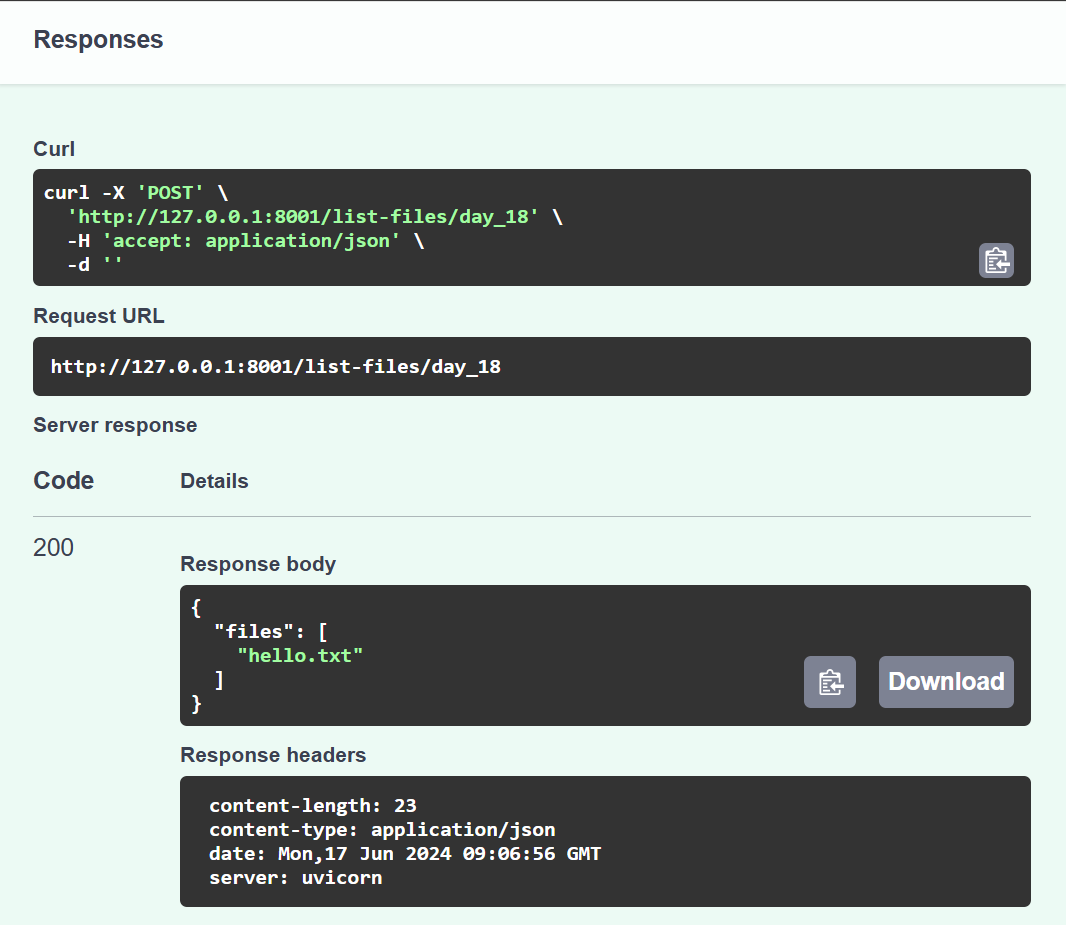 Responses
Curl
curl -X 'POST' \
  'http://127.0.0.1:8001/list-files/day_18' \
  -H 'accept: application/json' \
  -d ''
Request URL
http://127.0.0.1:8001/list-files/day_18
Server response
Code Details
200
Response body
{
  "files": [
    "hello.txt"
  ]
}
Download
Response headers
content-length: 23
content-type: application/json
date: Mon,17 Jun 2024 09:06:56 GMT
server: uvicorn